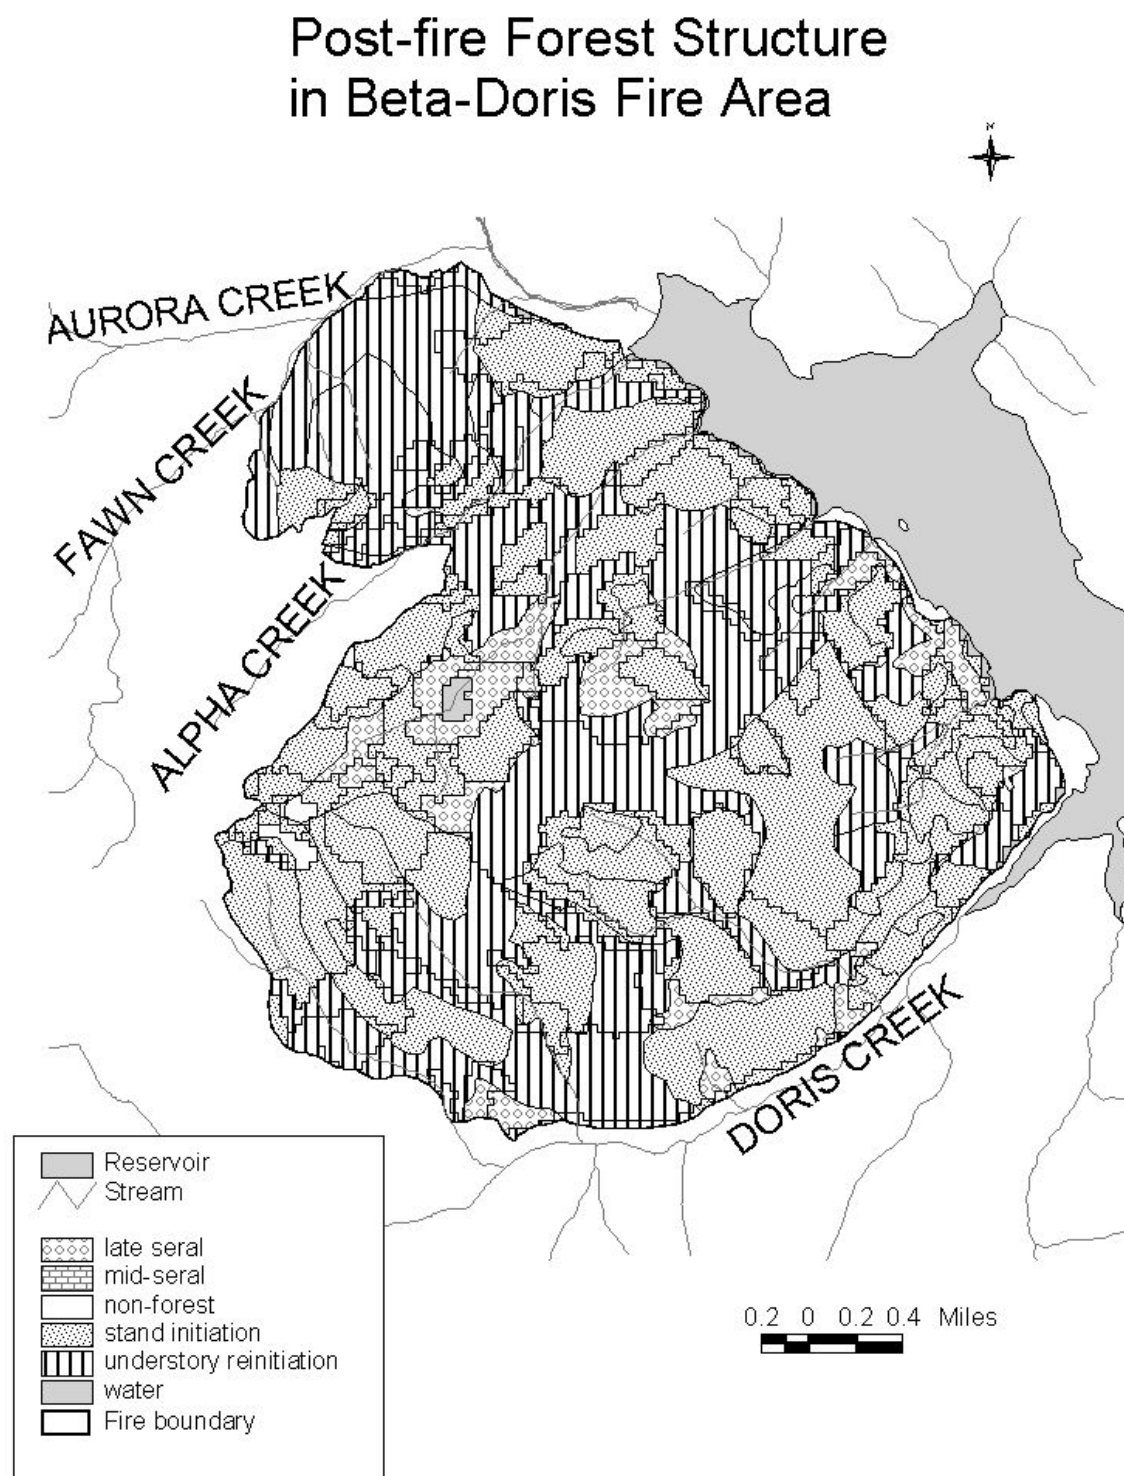 Post-fire Forest Structure
in Beta-Doris Fire Area
N
AURORA CREEK
FAWN CREEK
ALPHA CREEK
DORIS CREEK
Reservoir
Stream
late seral
mid-seral
non-forest
stand initiation
understory reinitiation
water
Fire boundary
0.2 0 0.2 0.4 Miles